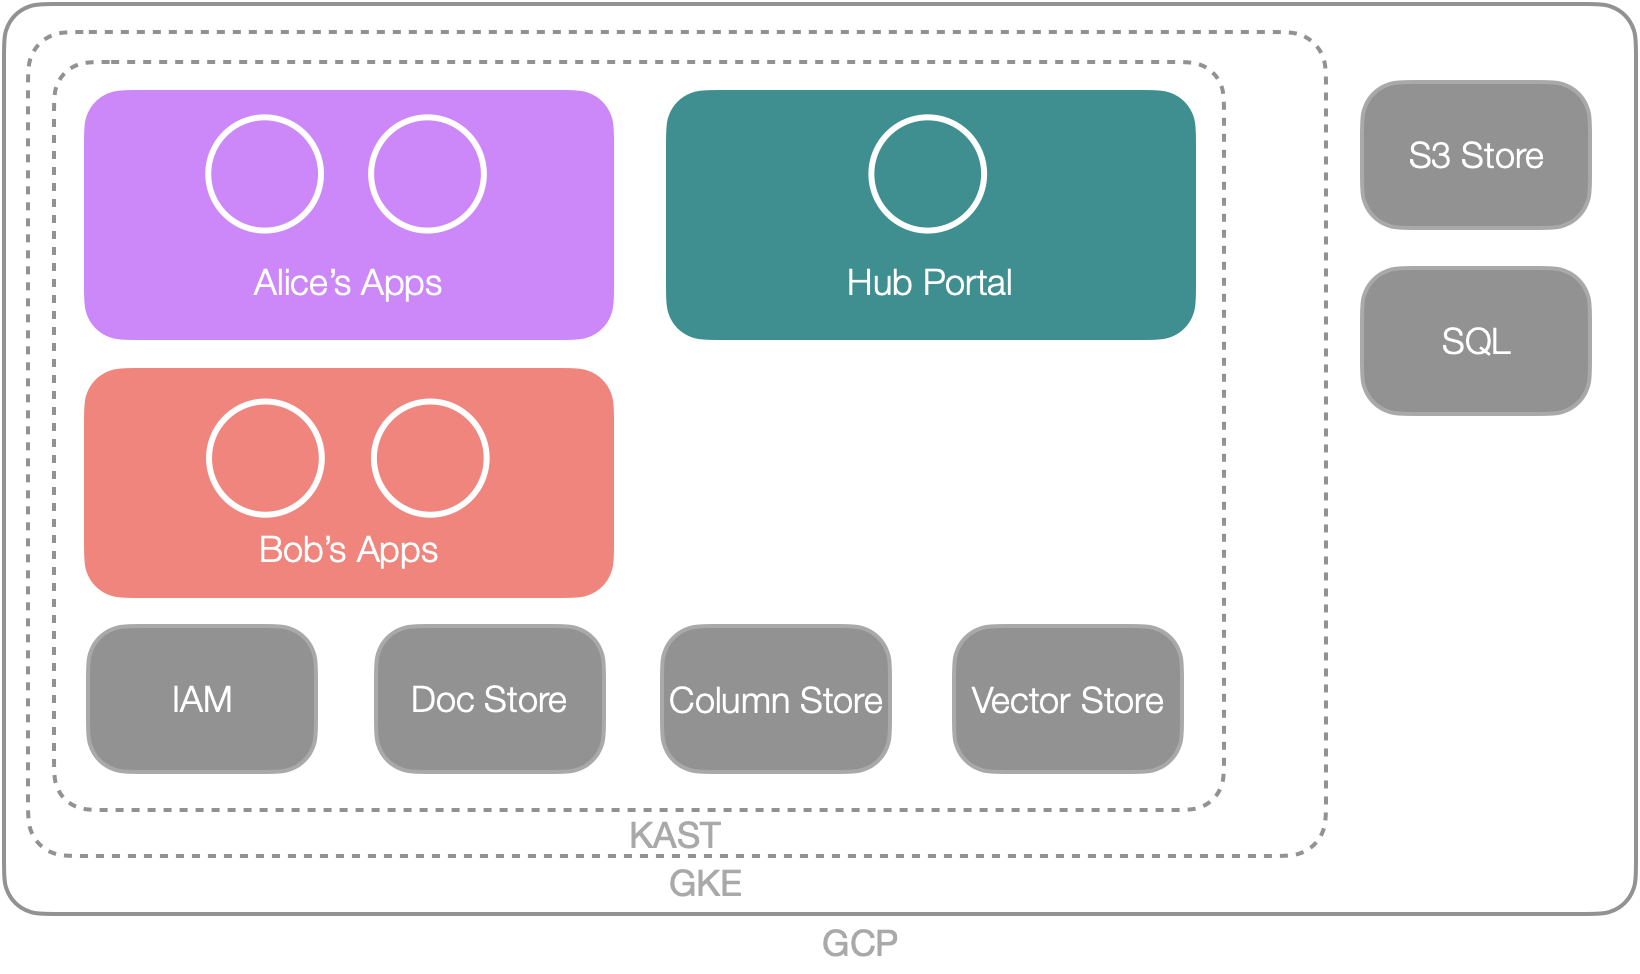 Alice’s Apps
Hub Portal
S3 Store
SQL
Bob’s Apps
IAM
Doc Store
Column Store
Vector Store
KAST
GKE
GCP